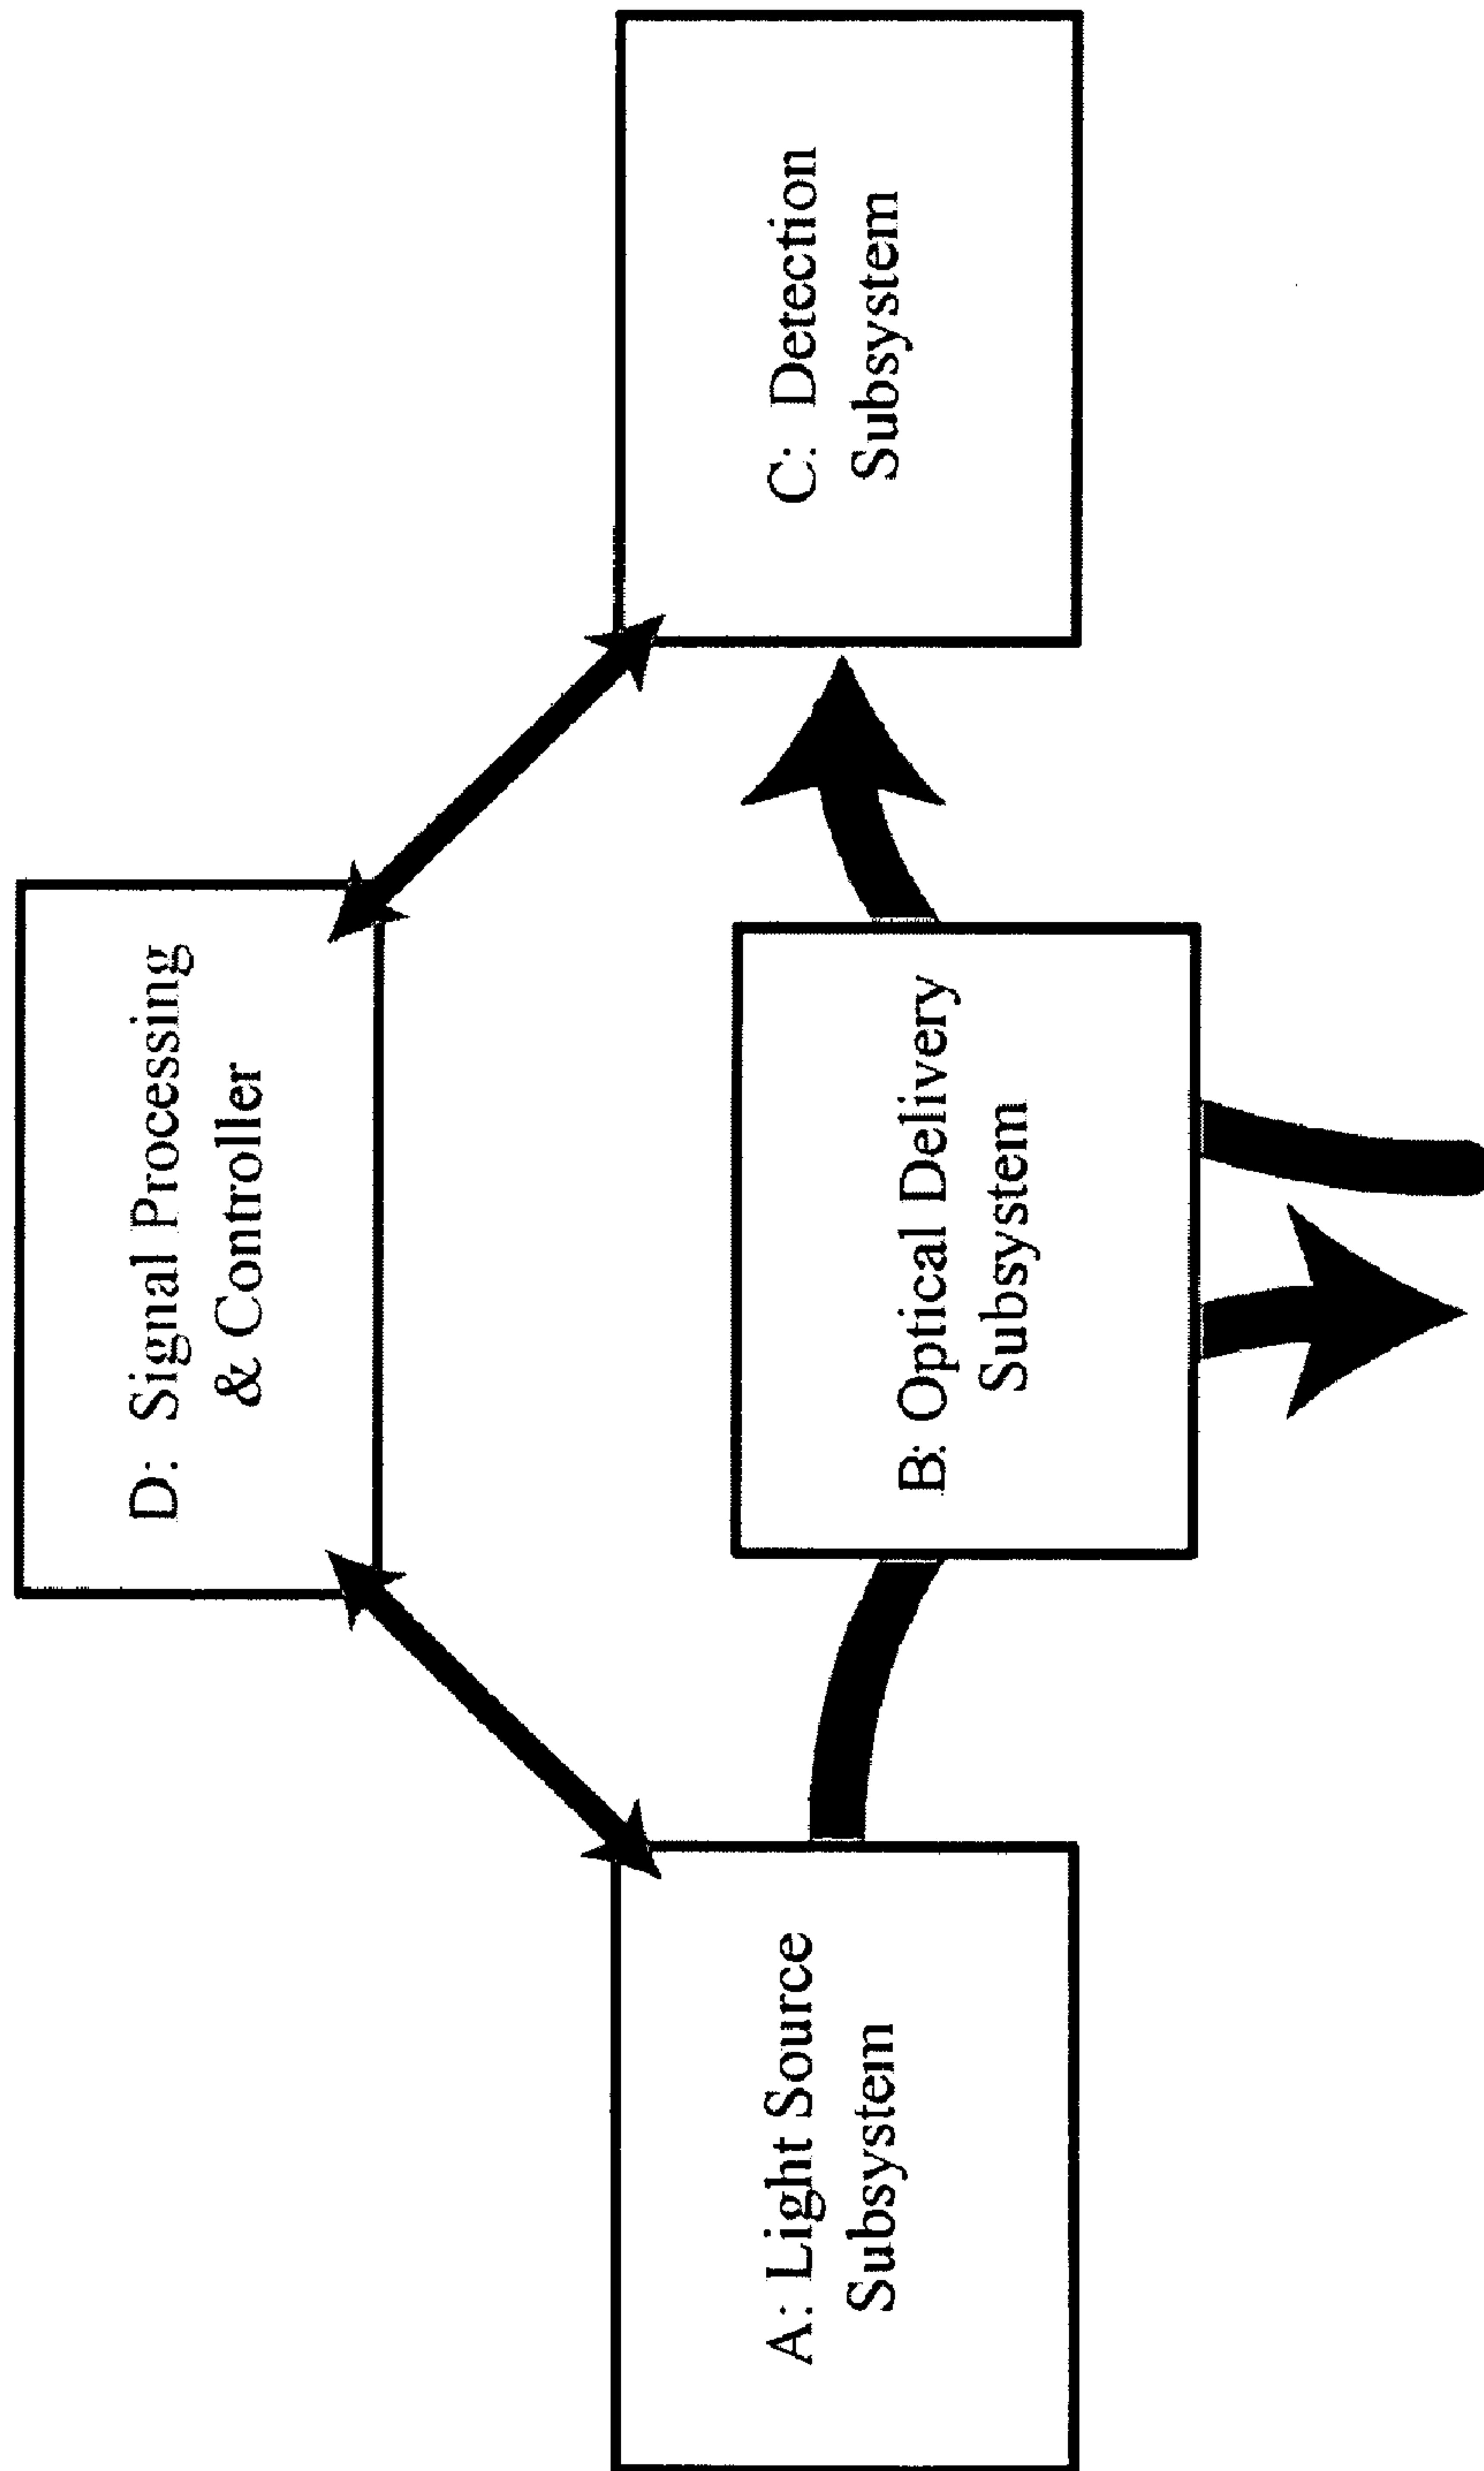 D: Signal Processing
& Controller
A: Light Source
Subsystem
B: Optical Delivery
Subsystem
C: Detection
Subsystem